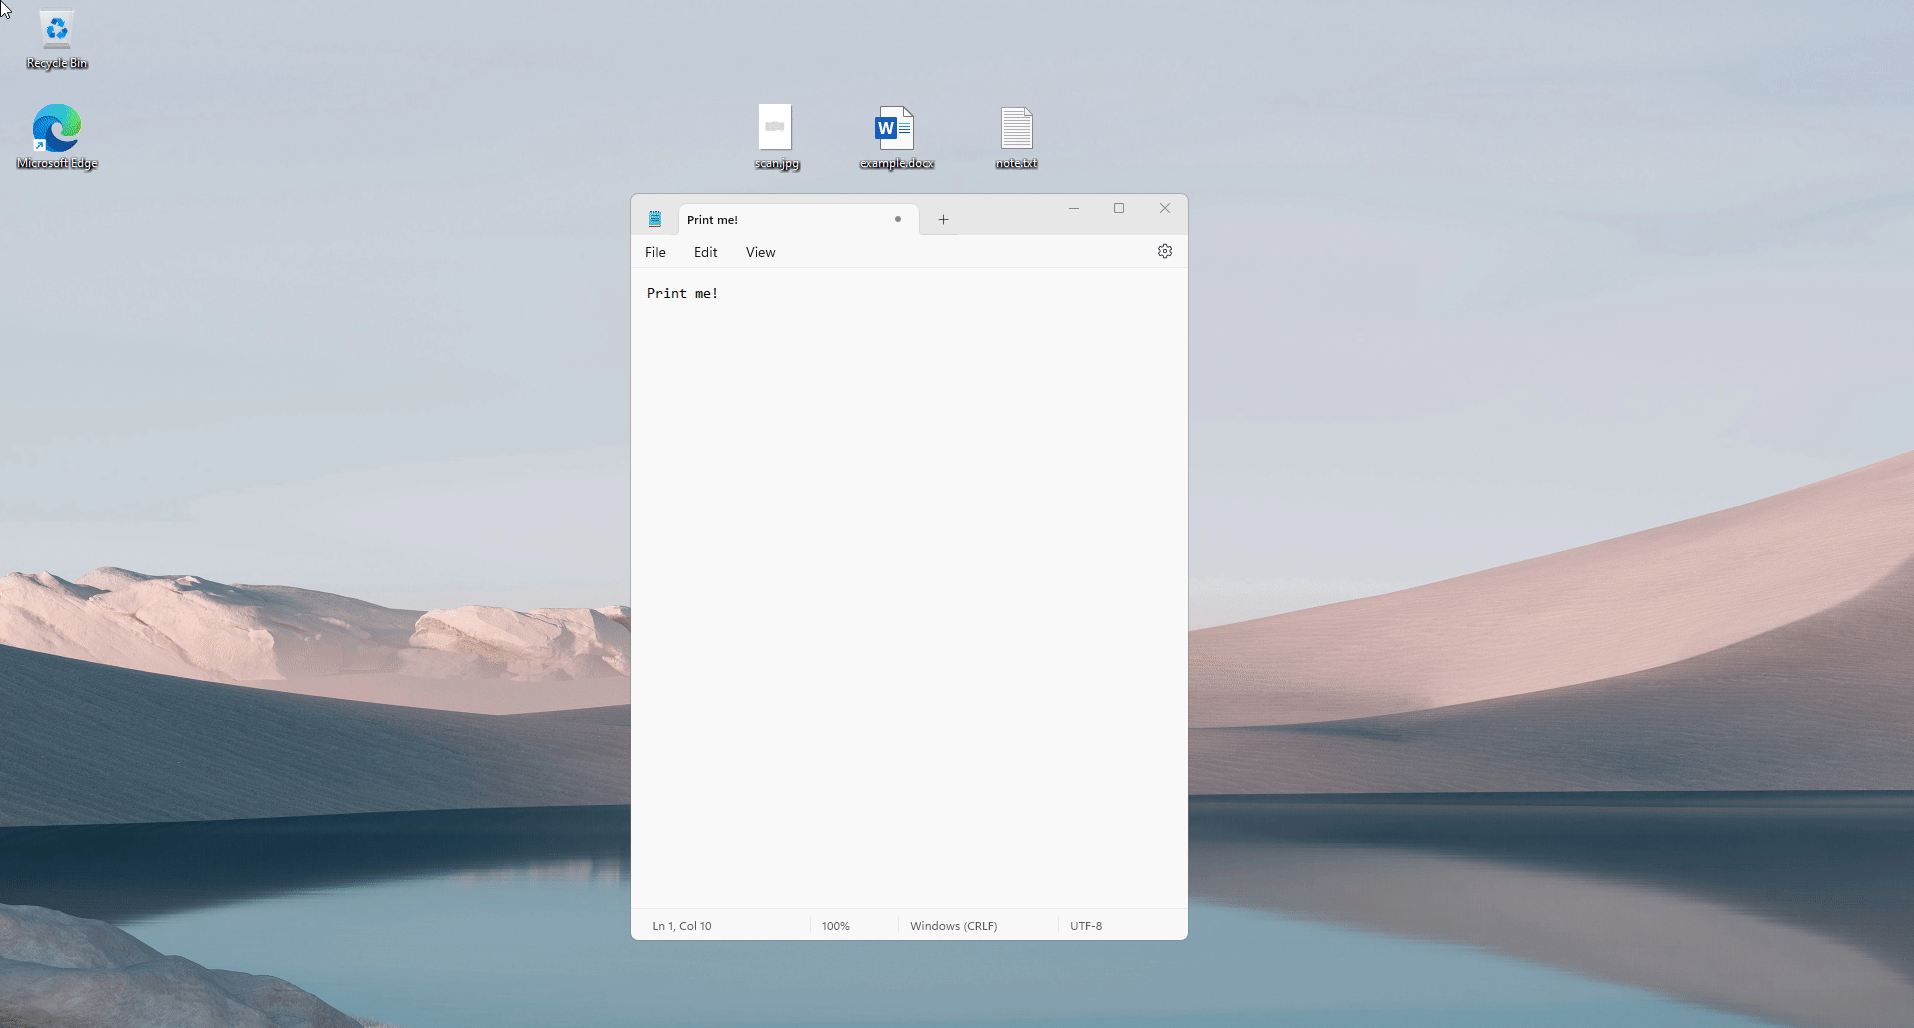 Recycle Bin
Microsoft Edge
scan.jpg
example.docx
note.txt
Print me!
File
Edit
View
Print me!
Ln 1, Col 10
100%
Windows (CRLF)
UTF-8